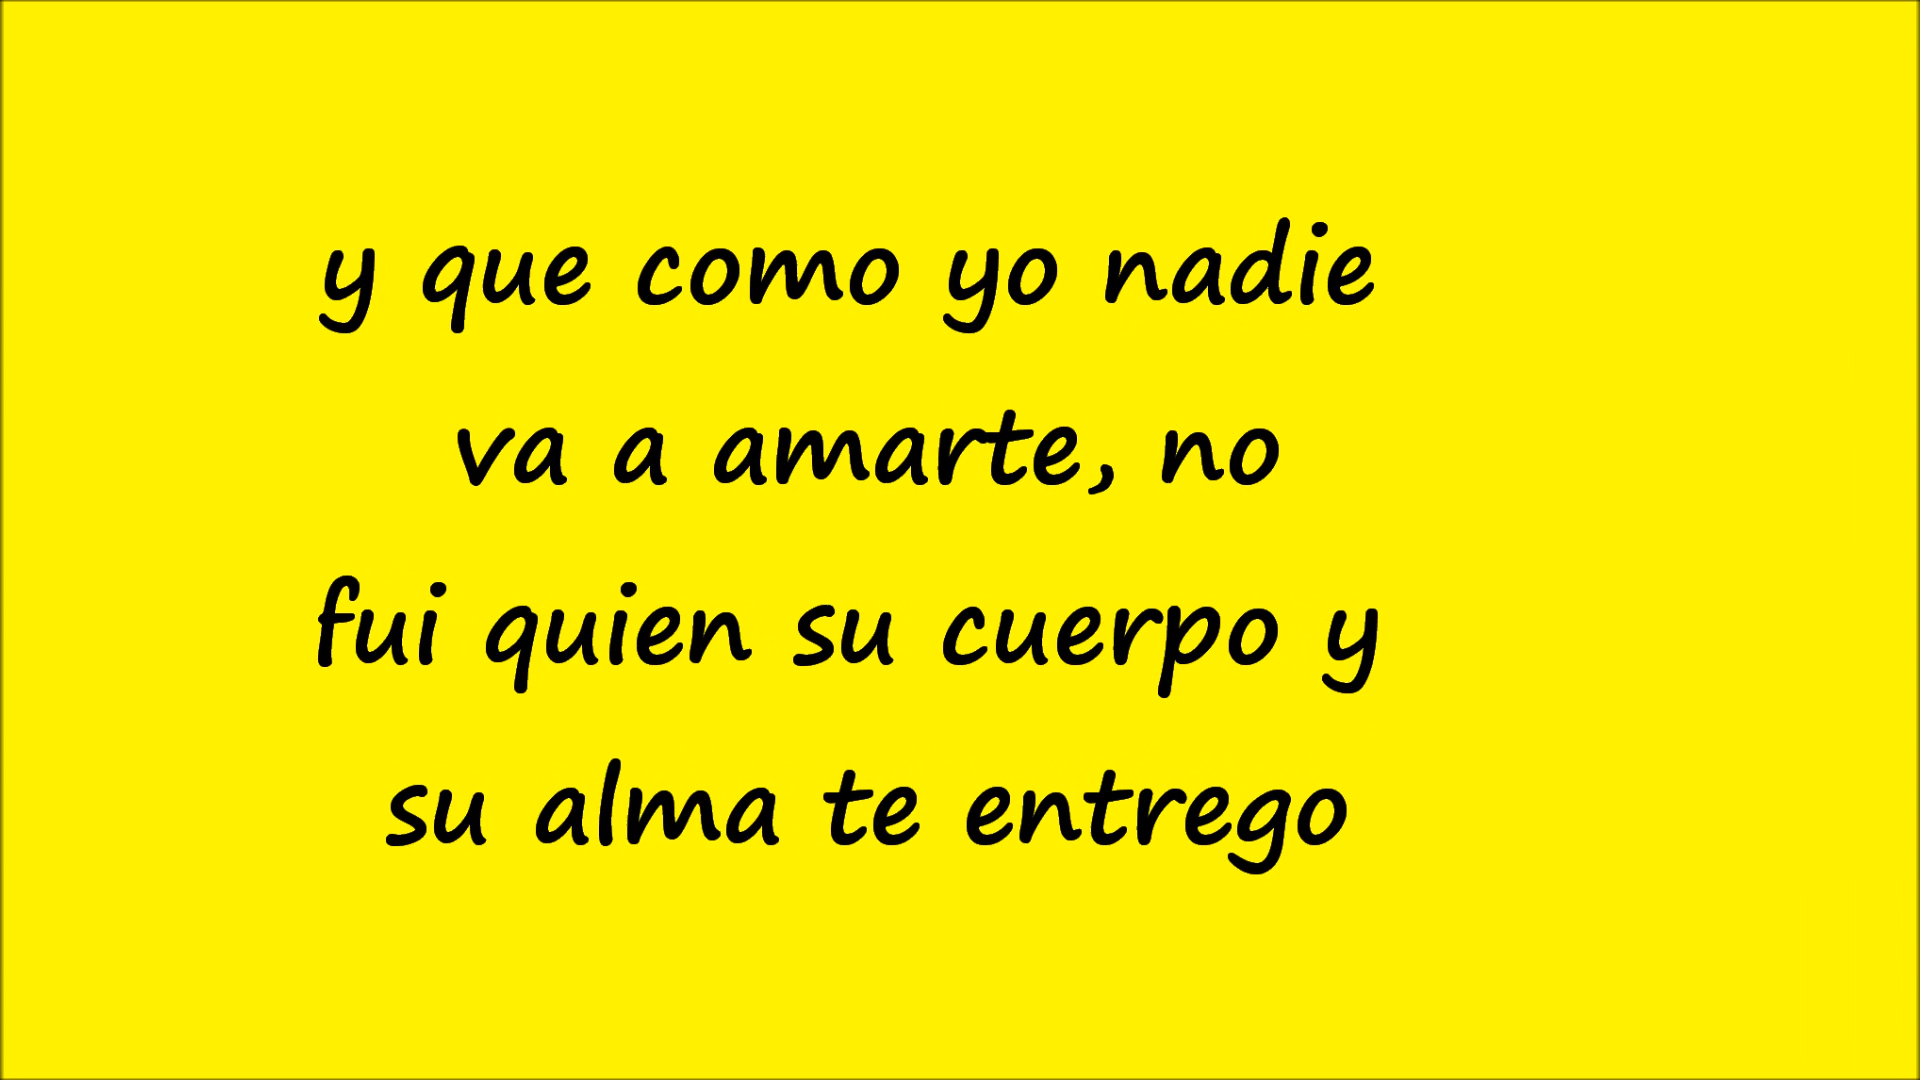 y que como yo nadie
va a amarte, no
fui quien su cuerpo y
su alma te entrego